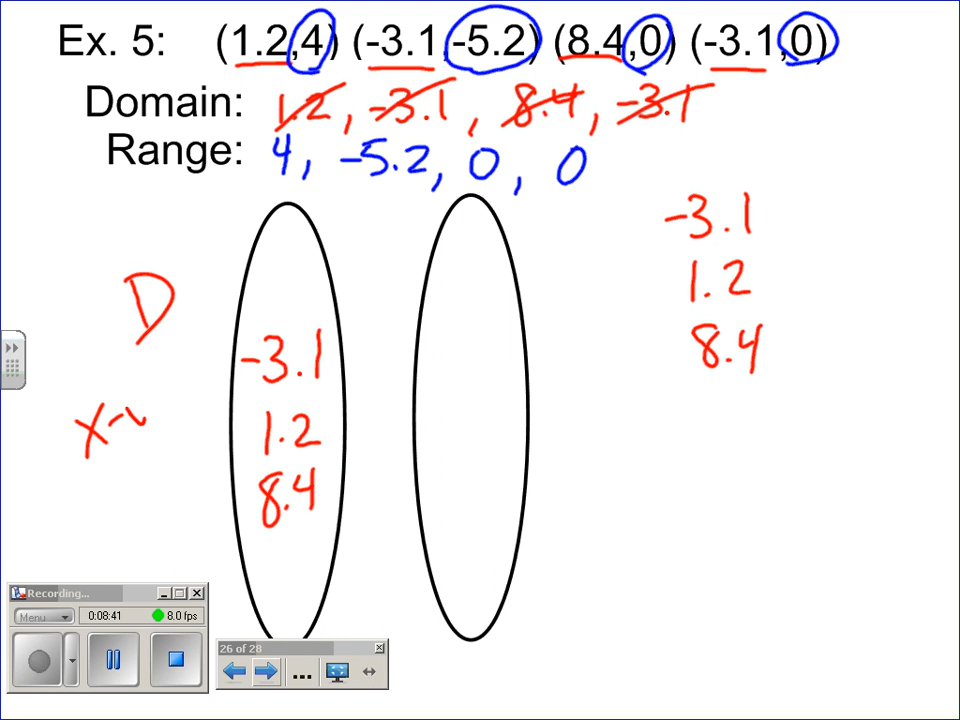 Ex. 5: (1.2,4) (-3.1,-5.2) (8.4,0) (-3.1,0)
Domain: 1.2, -3.1, 8.4, -3.1
Range: 4, -5.2, 0, 0
-3.1
1.2
8.4
D
-3.1
X~
1.2
8.4
Recording...
Menu 0:08:41 8.0 fps
26 of 28
...